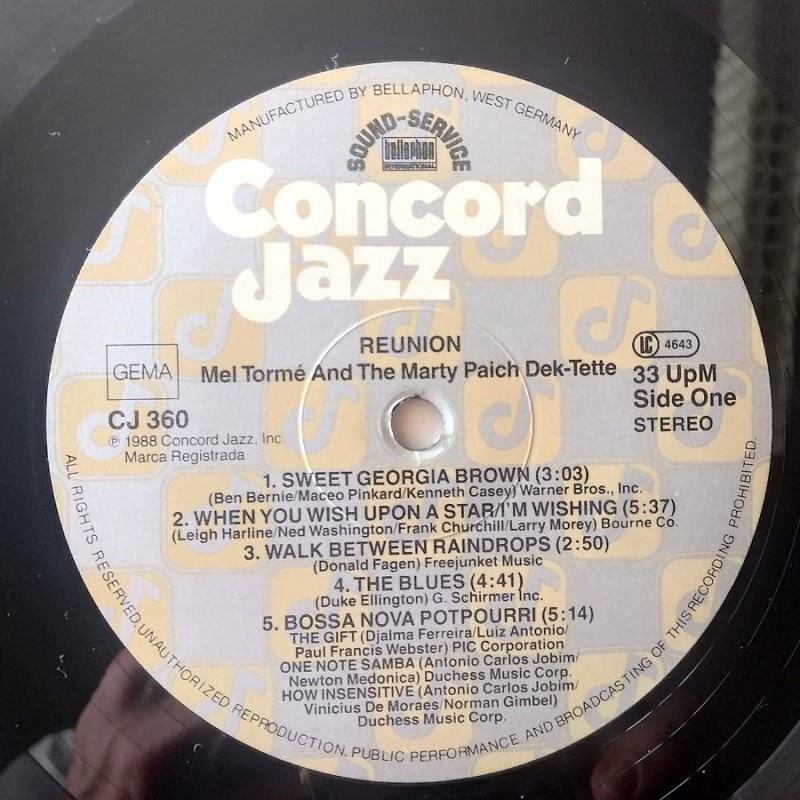 MANUFACTURED BY BELLAPHON, WEST GERMANY
SOUND-SERVICE
bellaphon
INTERNATIONAL
Concord
Jazz
REUNION
Mel Tormé And The Marty Paich Dek-Tette
GEMA
LC 4643
33 UpM
Side One
STEREO
CJ 360
℗ 1988 Concord Jazz, Inc.
Marca Registrada
1. SWEET GEORGIA BROWN (3:03)
(Ben Bernie/Maceo Pinkard/Kenneth Casey) Warner Bros., Inc.
2. WHEN YOU WISH UPON A STAR/I'M WISHING (5:37)
(Leigh Harline/Ned Washington/Frank Churchill/Larry Morey) Bourne Co.
3. WALK BETWEEN RAINDROPS (2:50)
(Donald Fagen) Freejunket Music
4. THE BLUES (4:41)
(Duke Ellington) G. Schirmer Inc.
5. BOSSA NOVA POTPOURRI (5:14)
THE GIFT (Djalma Ferreira/Luiz Antonio/
Paul Francis Webster) PIC Corporation
ONE NOTE SAMBA (Antonio Carlos Jobim/
Newton Medonica) Duchess Music Corp.
HOW INSENSITIVE (Antonio Carlos Jobim/
Vinicius De Moraes/Norman Gimbel)
Duchess Music Corp.
ALL RIGHTS RESERVED. UNAUTHORIZED REPRODUCTION, PUBLIC PERFORMANCE AND BROADCASTING OF THIS RECORDING PROHIBITED.